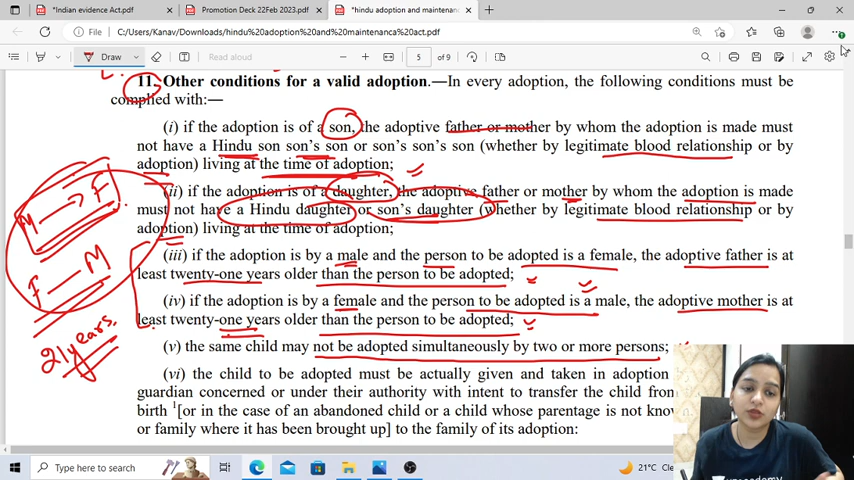 *Indian evidence Act.pdf
Promotion Deck 22Feb 2023.pdf
*hindu adoption and maintenanc
File
C:/Users/Kanav/Downloads/hindu%20adoption%20and%20maintenanca%20act.pdf
Draw
Read aloud
5
of 9
11. Other conditions for a valid adoption.—In every adoption, the following conditions must be
complied with:—
(i) if the adoption is of a son, the adoptive father or mother by whom the adoption is made must
not have a Hindu son son's son or son's son's son (whether by legitimate blood relationship or by
adoption) living at the time of adoption;
(ii) if the adoption is of a daughter, the adoptive father or mother by whom the adoption is made
must not have a Hindu daughter or son's daughter (whether by legitimate blood relationship or by
adoption) living at the time of adoption;
(iii) if the adoption is by a male and the person to be adopted is a female, the adoptive father is at
least twenty-one years older than the person to be adopted;
(iv) if the adoption is by a female and the person to be adopted is a male, the adoptive mother is at
least twenty-one years older than the person to be adopted;
(v) the same child may not be adopted simultaneously by two or more persons;
(vi) the child to be adopted must be actually given and taken in adoption
guardian concerned or under their authority with intent to transfer the child from
birth 1[or in the case of an abandoned child or a child whose parentage is not know
or family where it has been brought up] to the family of its adoption:
M → F
F — M
21 years.
Type here to search
21°C Cle